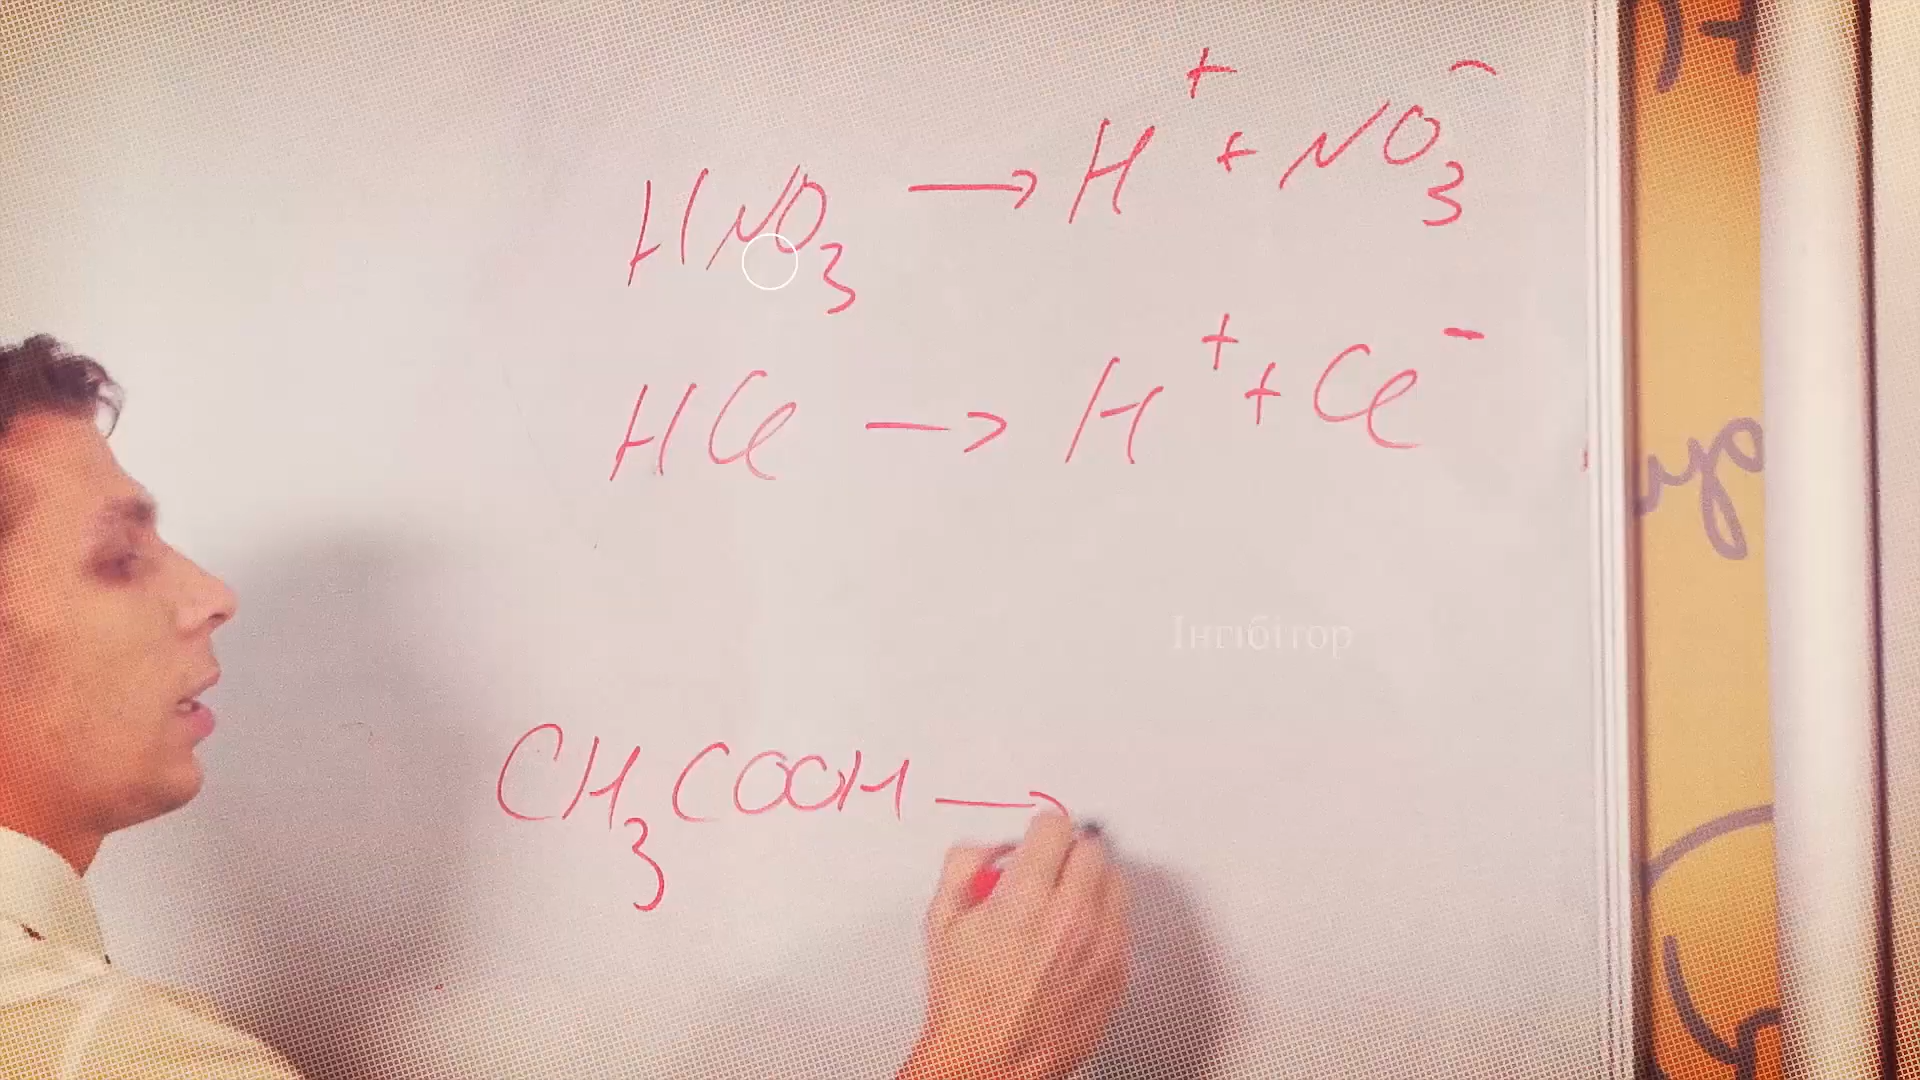 HNO₃ → H⁺ + NO₃⁻
HCl → H⁺ + Cl⁻
Інгібітор
CH₃COOH →